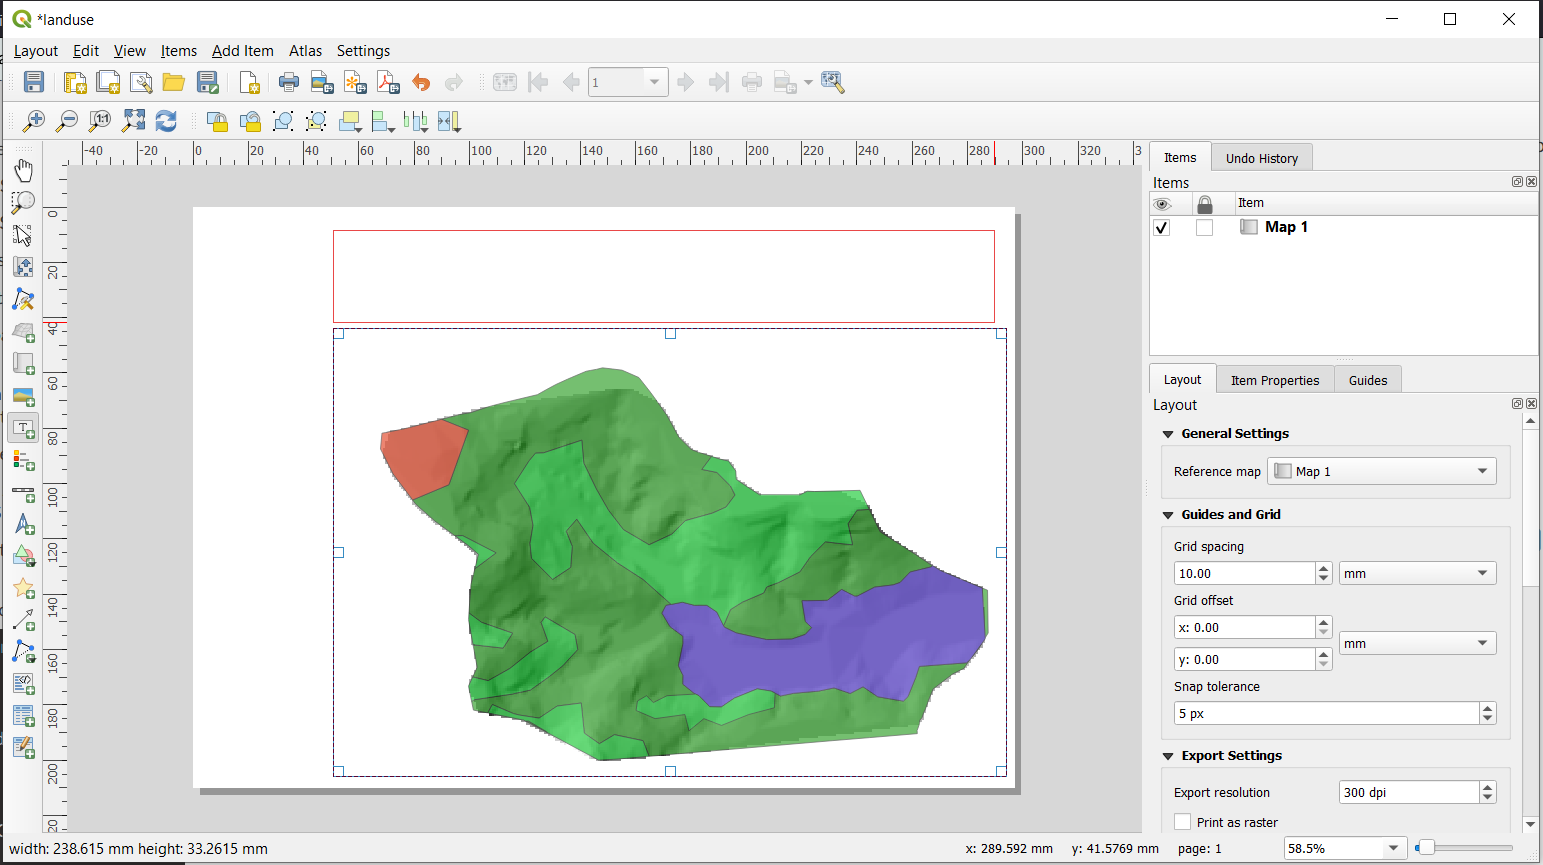 *landuse
Layout Edit View Items Add Item Atlas Settings
1
1:1
-40 -20 0 20 40 60 80 100 120 140 160 180 200 220 240 260 280 300 320 3
0
20
40
60
80
100
120
140
160
180
200
20
T
Items Undo History
Items
Item
Map 1
Layout Item Properties Guides
Layout
General Settings
Reference map Map 1
Guides and Grid
Grid spacing
10.00 mm
Grid offset
x: 0.00
mm
y: 0.00
Snap tolerance
5 px
Export Settings
Export resolution 300 dpi
Print as raster
width: 238.615 mm height: 33.2615 mm x: 289.592 mm y: 41.5769 mm page: 1 58.5%